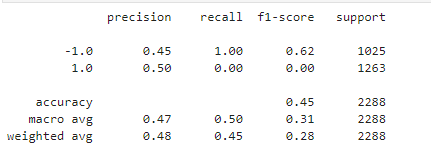 precision recall f1-score support
-1.0 0.45 1.00 0.62 1025
1.0 0.50 0.00 0.00 1263
accuracy 0.45 2288
macro avg 0.47 0.50 0.31 2288
weighted avg 0.48 0.45 0.28 2288